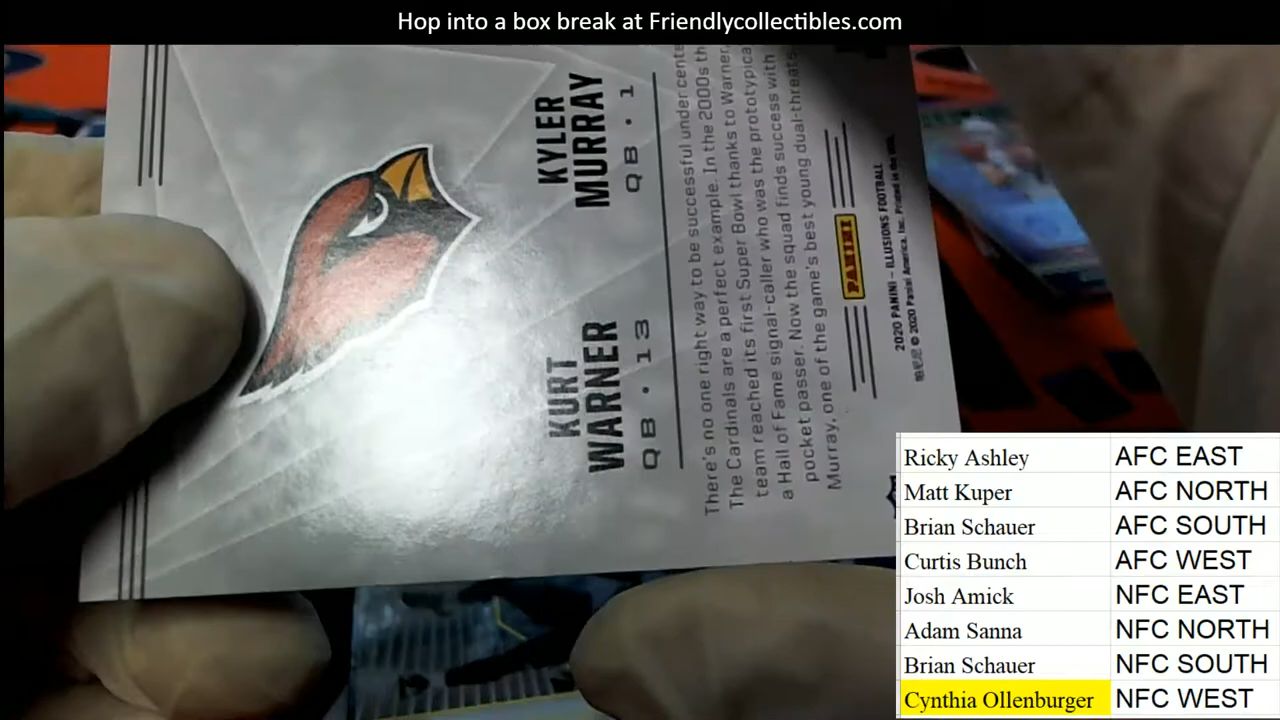 Hop into a box break at Friendlycollectibles.com
KURT
WARNER
QB · 13
KYLER
MURRAY
QB · 1
There's no one right way to be successful under cente
The Cardinals are a perfect example. In the 2000s th
team reached its first Super Bowl thanks to Warner,
a Hall of Fame signal-caller who was the prototypica
pocket passer. Now the squad finds success with
Murray, one of the game's best young dual-threats
PANINI
2020 PANINI – ILLUSIONS FOOTBALL
© 2020 Panini America, Inc. Printed in the USA.
Ricky Ashley AFC EAST
Matt Kuper AFC NORTH
Brian Schauer AFC SOUTH
Curtis Bunch AFC WEST
Josh Amick NFC EAST
Adam Sanna NFC NORTH
Brian Schauer NFC SOUTH
Cynthia Ollenburger NFC WEST